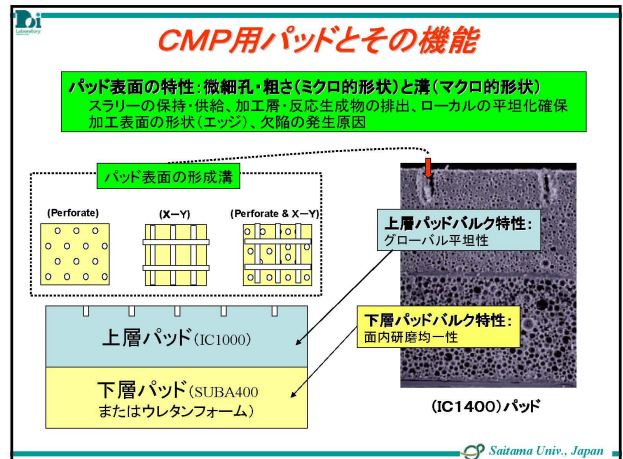 Doi
Laboratory
CMP用パッドとその機能
パッド表面の特性：微細孔・粗さ（ミクロ的形状）と溝（マクロ的形状）
スラリーの保持・供給、加工屑・反応生成物の排出、ローカルの平坦化確保
加工表面の形状（エッジ）、欠陥の発生原因
パッド表面の形成溝
(Perforate)
(X－Y)
(Perforate & X－Y)
上層パッドバルク特性：
グローバル平坦性
上層パッド(IC1000)
下層パッドバルク特性：
面内研磨均一性
下層パッド(SUBA400
またはウレタンフォーム)
(IC1400)パッド
Saitama Univ., Japan